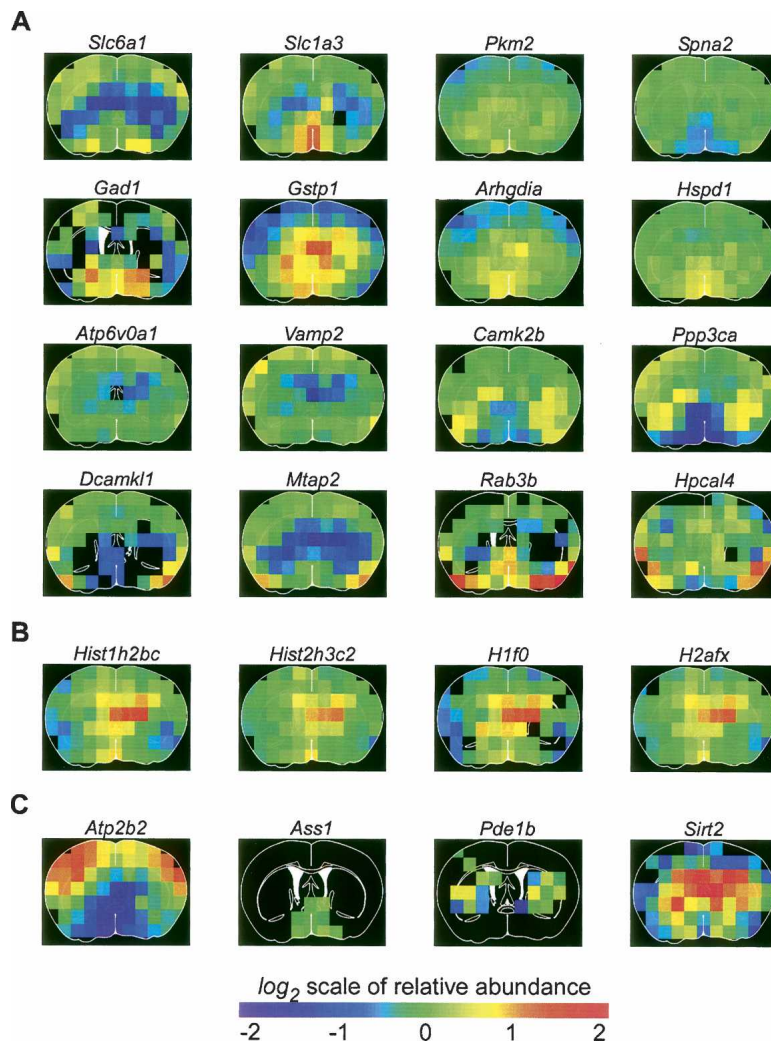 A
Slc6a1 Slc1a3 Pkm2 Spna2
Gad1 Gstp1 Arhgdia Hspd1
Atp6v0a1 Vamp2 Camk2b Ppp3ca
Dcamkl1 Mtap2 Rab3b Hpcal4
B
Hist1h2bc Hist2h3c2 H1f0 H2afx
C
Atp2b2 Ass1 Pde1b Sirt2
log2 scale of relative abundance
-2 -1 0 1 2